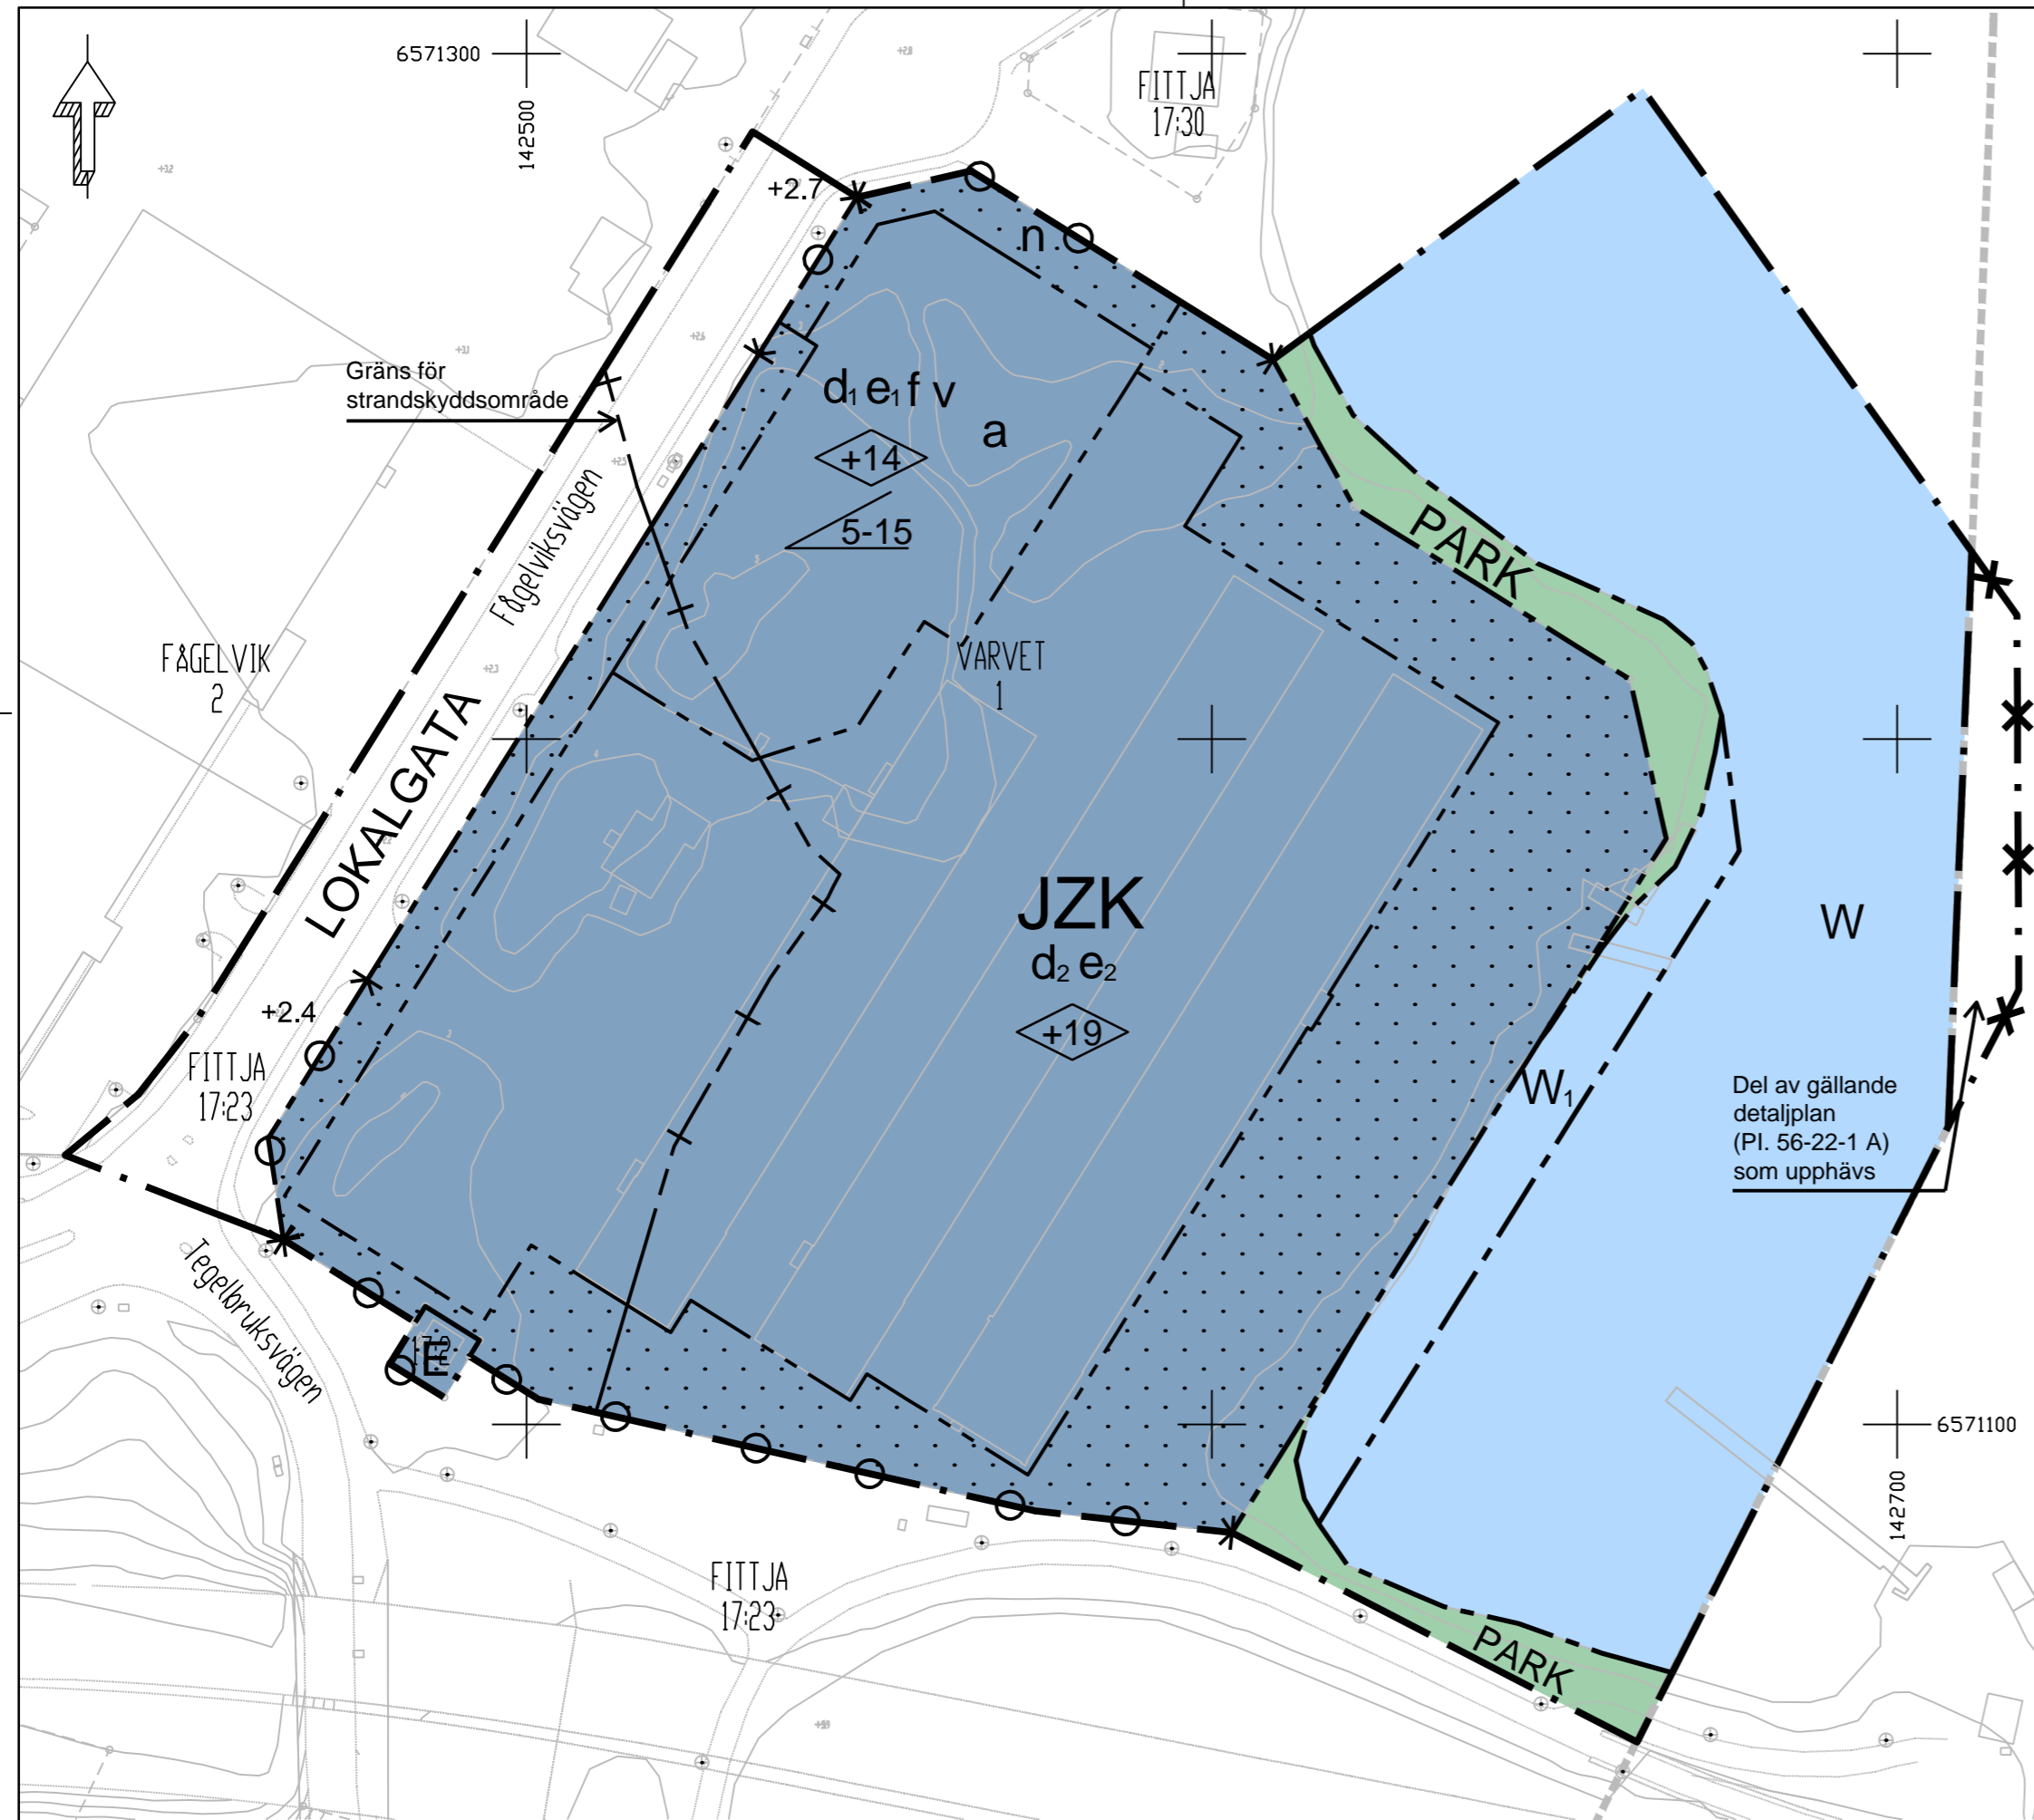 6571300
142500
FITTJA
17:30
+2.7
n
Gräns för
strandskyddsområde
d₁ e₁ f v
a
+14
5-15
Fågelviksvägen
PARK
FÅGELVIK
2
VARVET
1
LOKALGATA
JZK
d₂ e₂
+19
W
+2.4
FITTJA
17:23
W₁
Del av gällande
detaljplan
(Pl. 56-22-1 A)
som upphävs
Tegelbruksvägen
E
6571100
142700
FITTJA
17:23
PARK